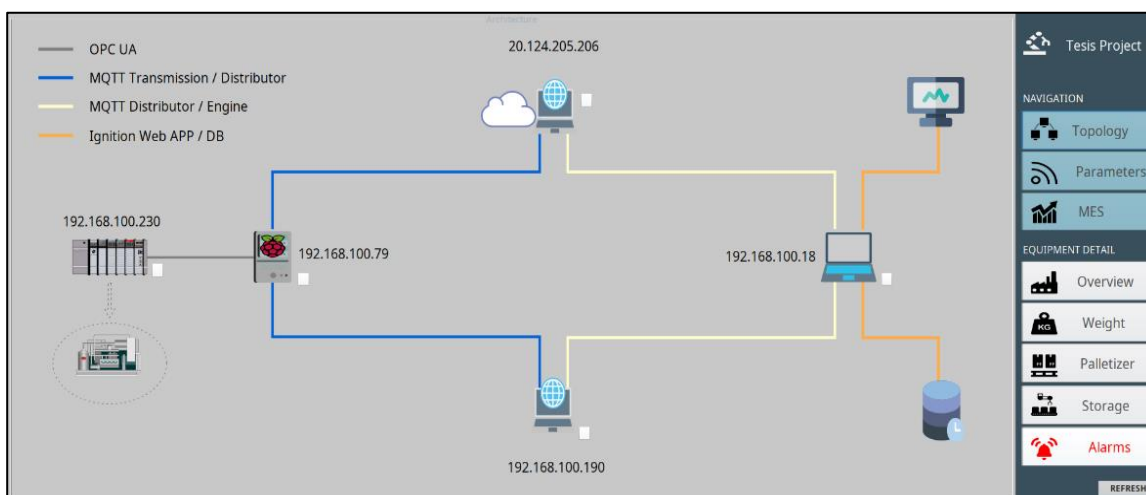 Architecture
OPC UA
MQTT Transmission / Distributor
MQTT Distributor / Engine
Ignition Web APP / DB
20.124.205.206
192.168.100.230
192.168.100.79
192.168.100.18
192.168.100.190
Tesis Project
NAVIGATION
Topology
Parameters
MES
EQUIPMENT DETAIL
Overview
KG
Weight
Palletizer
Storage
Alarms
REFRESH